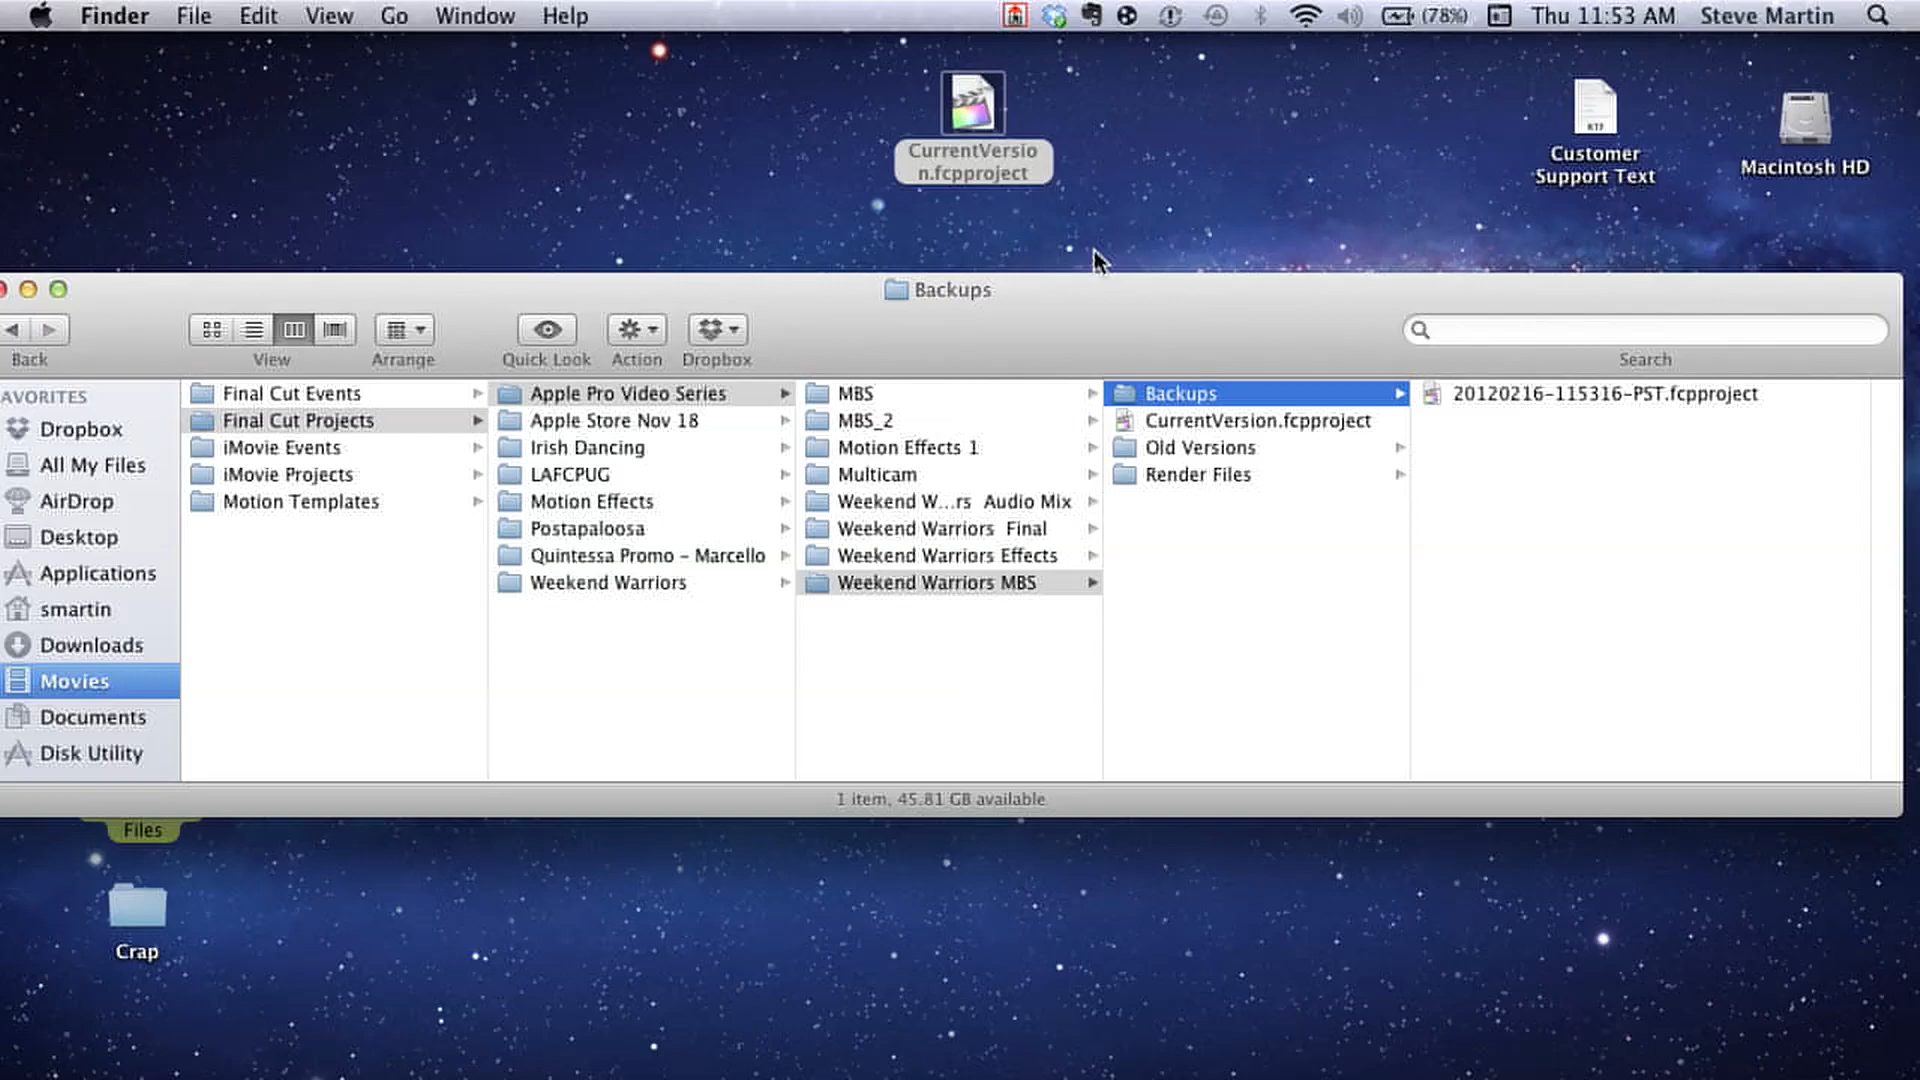 Finder File Edit View Go Window Help (78%) Thu 11:53 AM Steve Martin
CurrentVersio
n.fcpproject
RTF
Customer
Support Text
Macintosh HD
Backups
Back View Arrange Quick Look Action Dropbox Search
AVORITES
Dropbox
All My Files
AirDrop
Desktop
Applications
smartin
Downloads
Movies
Documents
Disk Utility
Final Cut Events
Final Cut Projects
iMovie Events
iMovie Projects
Motion Templates
Apple Pro Video Series
Apple Store Nov 18
Irish Dancing
LAFCPUG
Motion Effects
Postapaloosa
Quintessa Promo – Marcello
Weekend Warriors
MBS
MBS_2
Motion Effects 1
Multicam
Weekend W...rs Audio Mix
Weekend Warriors Final
Weekend Warriors Effects
Weekend Warriors MBS
Backups
CurrentVersion.fcpproject
Old Versions
Render Files
20120216-115316-PST.fcpproject
1 item, 45.81 GB available
Files
Crap